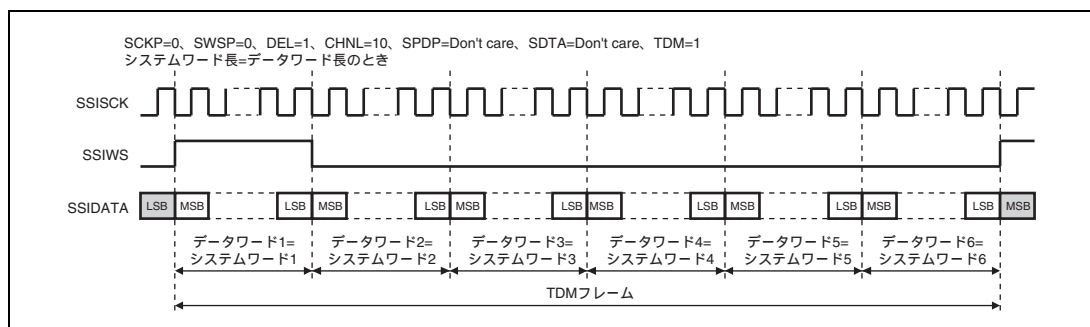 SCKP=0、SWSP=0、DEL=1、CHNL=10、SPDP=Don't care、SDTA=Don't care、TDM=1
システムワード長=データワード長のとき
SSISCK
SSIWS
SSIDATA
LSB MSB LSB MSB LSB MSB LSB MSB LSB MSB LSB MSB LSB MSB
データワード1= データワード2= データワード3= データワード4= データワード5= データワード6=
システムワード1 システムワード2 システムワード3 システムワード4 システムワード5 システムワード6
TDMフレーム